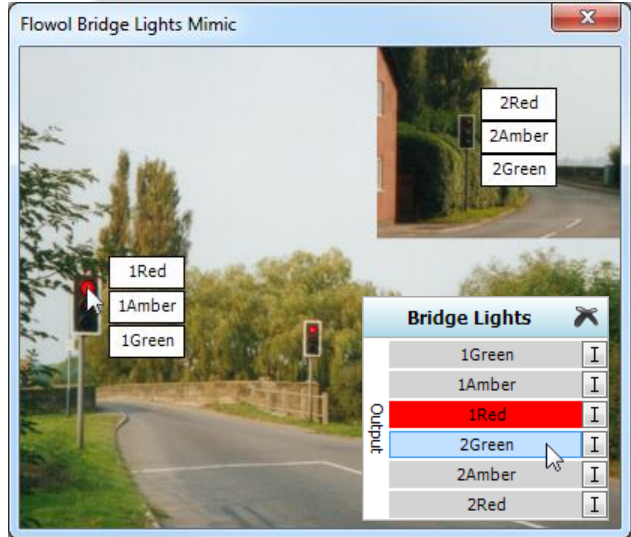 Flowol Bridge Lights Mimic
2Red
2Amber
2Green
1Red
1Amber
1Green
Bridge Lights
Output
1Green I
1Amber I
1Red I
2Green I
2Amber I
2Red I